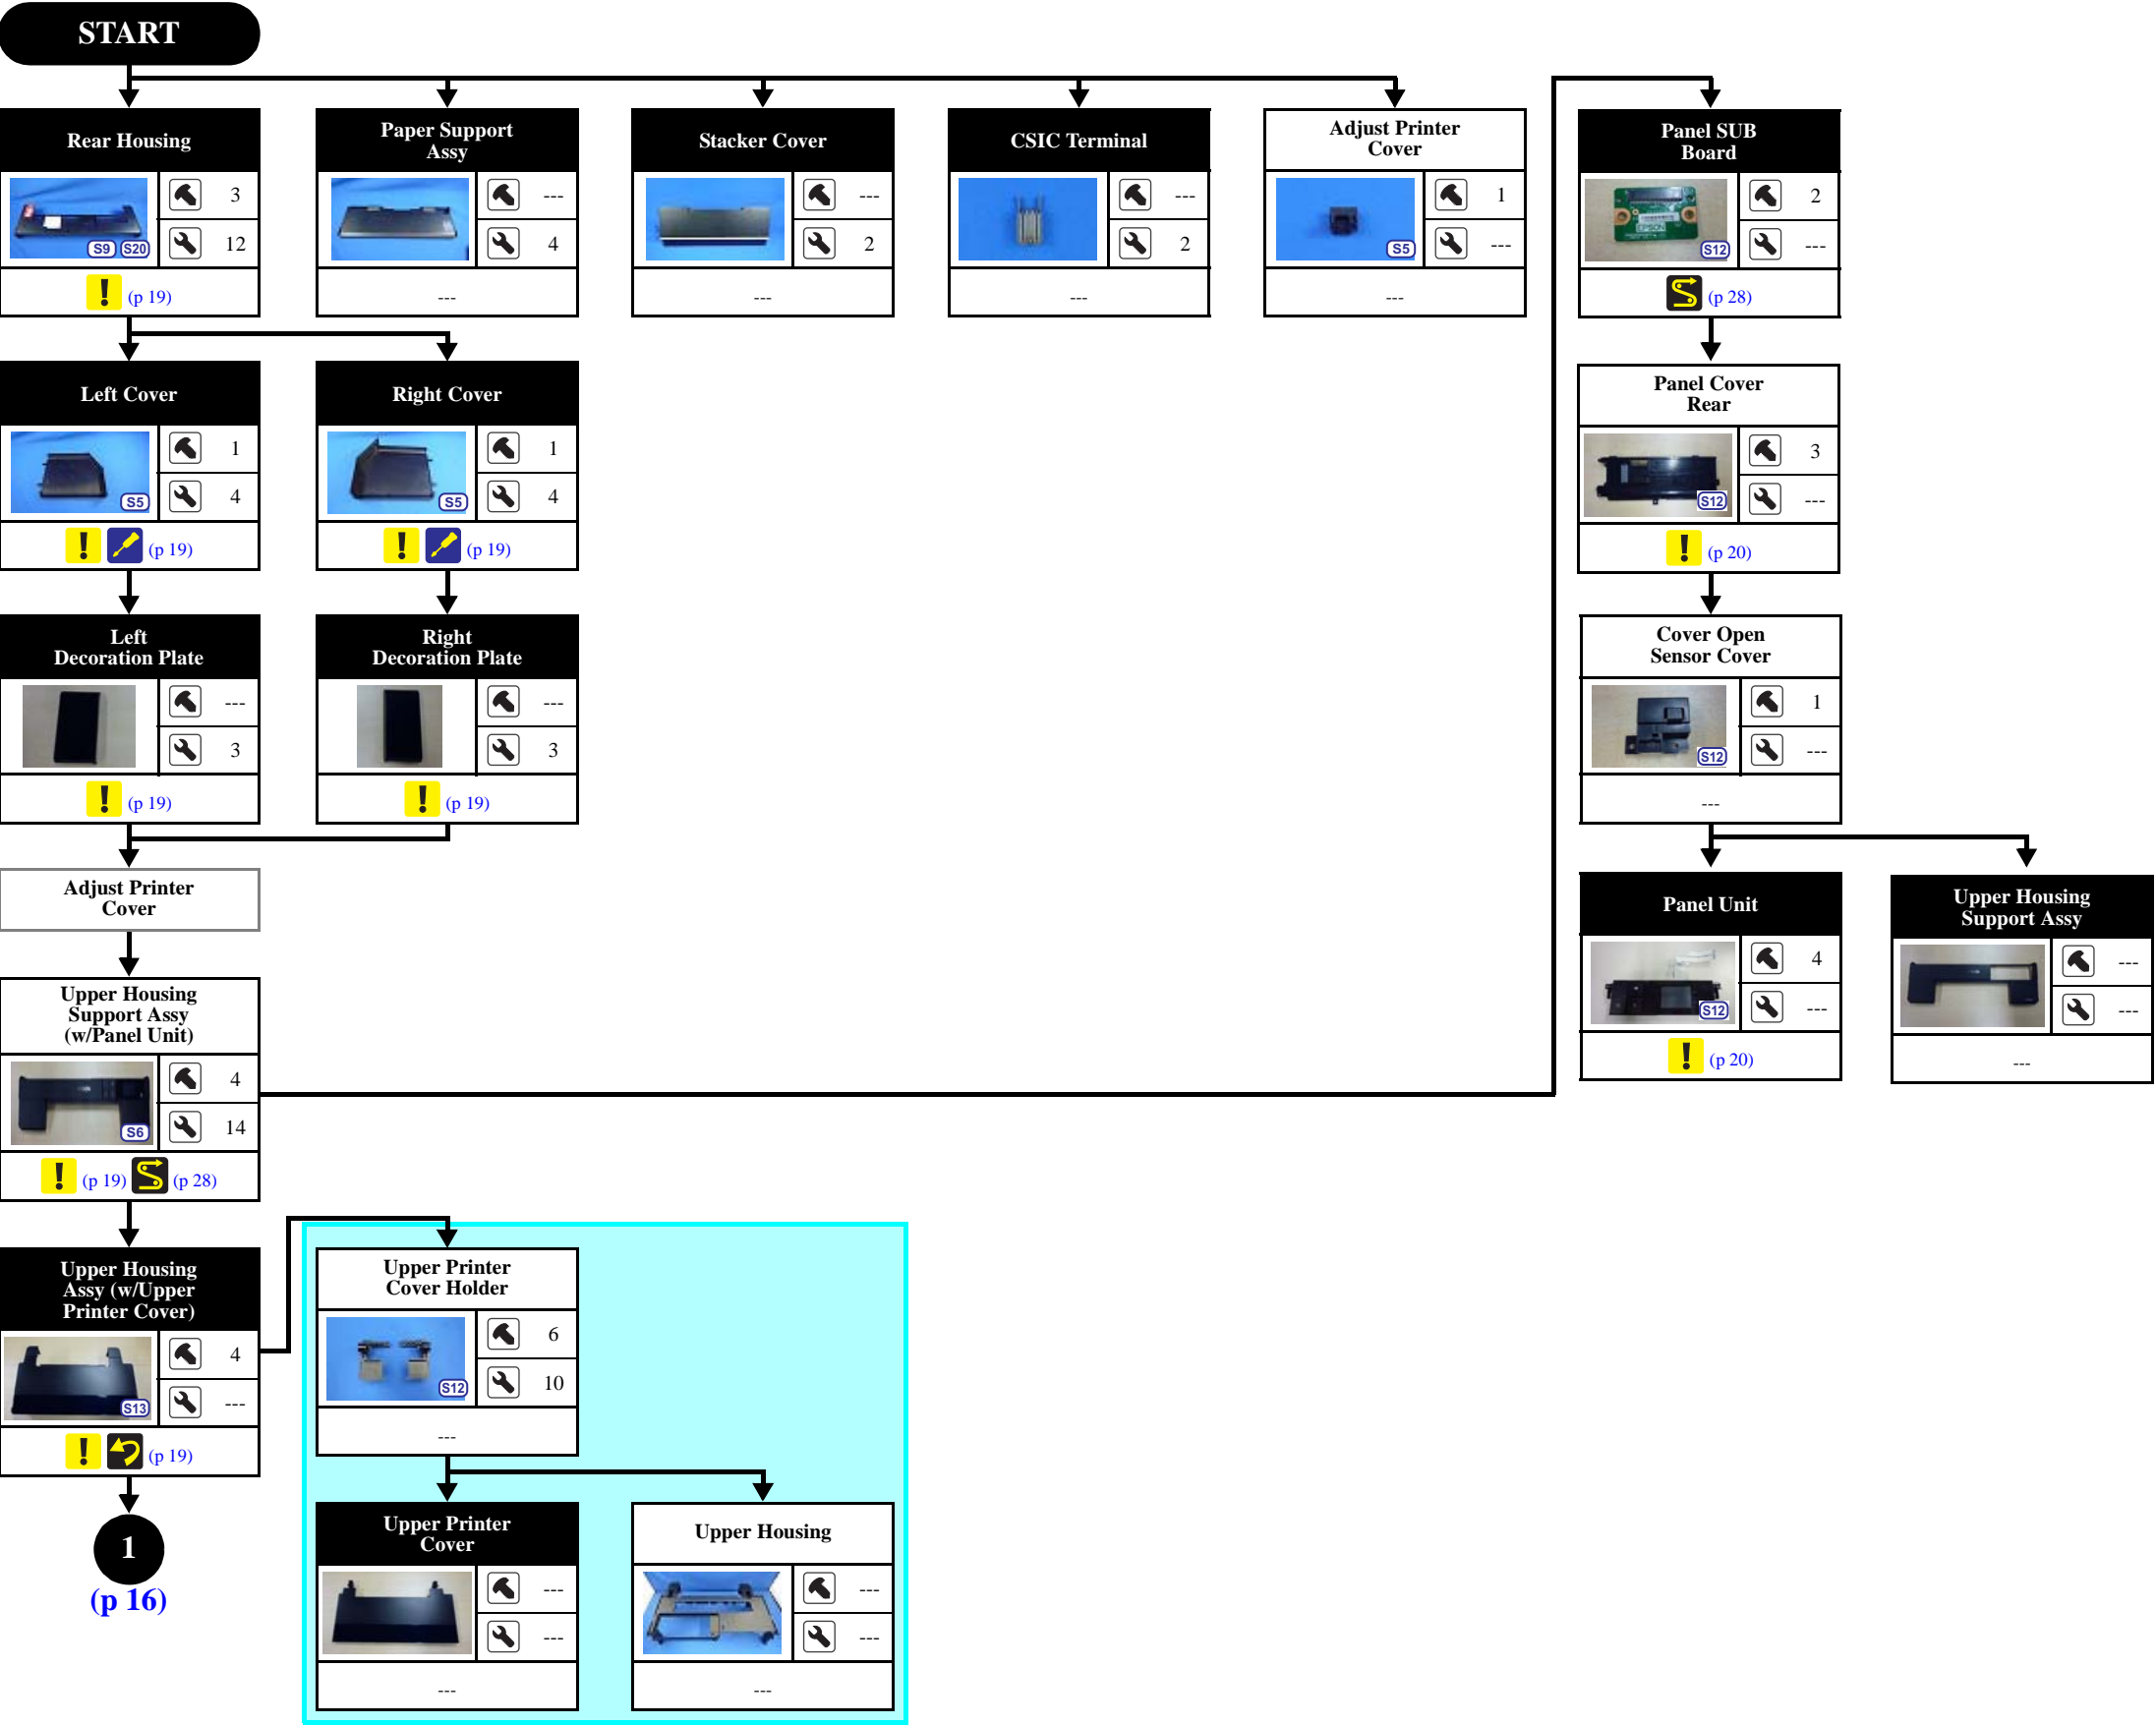 START
Rear Housing
3
S9 S20
12
(p 19)
Paper Support
Assy
---
4
---
Stacker Cover
---
2
---
CSIC Terminal
---
2
---
Adjust Printer
Cover
1
S5
---
---
Panel SUB
Board
2
EPSON
S12
---
(p 28)
Left Cover
1
S5
4
(p 19)
Right Cover
1
S5
4
(p 19)
Panel Cover
Rear
3
S12
---
(p 20)
Left
Decoration Plate
---
3
(p 19)
Right
Decoration Plate
---
3
(p 19)
Cover Open
Sensor Cover
1
S12
---
---
Adjust Printer
Cover
Panel Unit
4
S12
---
(p 20)
Upper Housing
Support Assy
---
---
---
Upper Housing
Support Assy
(w/Panel Unit)
4
S6
14
(p 19) (p 28)
Upper Housing
Assy (w/Upper
Printer Cover)
4
S13
---
(p 19)
Upper Printer
Cover Holder
6
S12
10
---
Upper Printer
Cover
---
---
---
Upper Housing
---
---
---
1
(p 16)